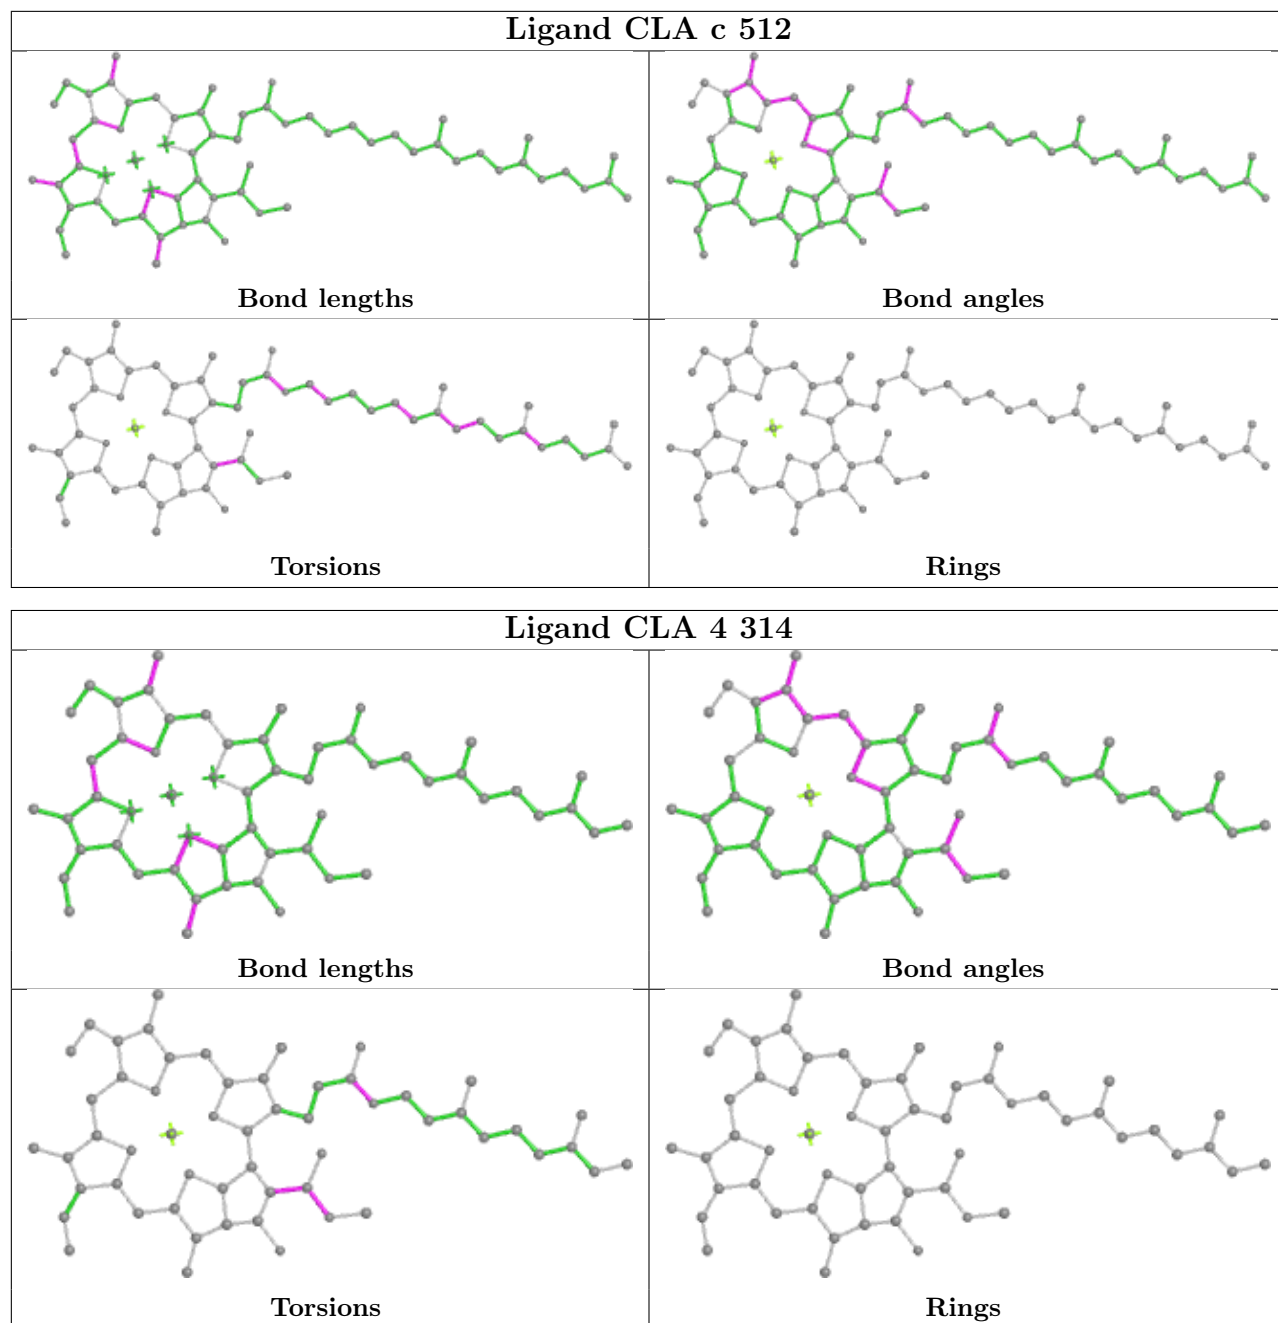 Ligand CLA c 512
Bond lengths
Bond angles
Torsions
Rings
Ligand CLA 4 314
Bond lengths
Bond angles
Torsions
Rings